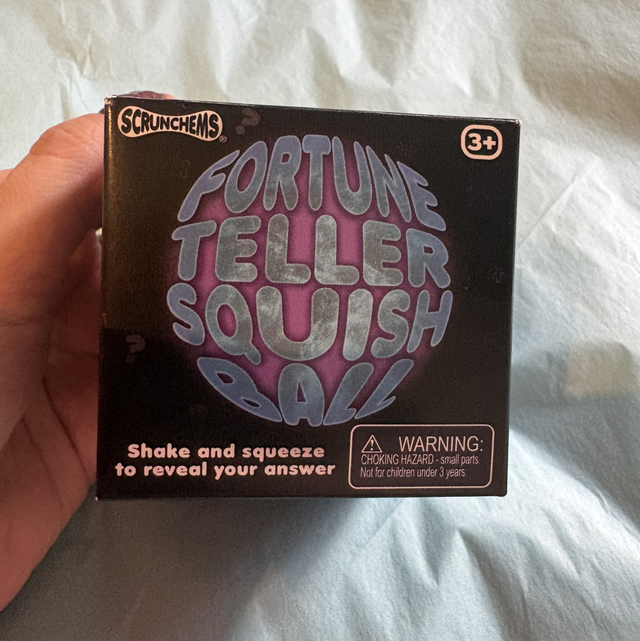 SCRUNCHEMS®
3+
FORTUNE
TELLER
SQUISH
BALL
Shake and squeeze
to reveal your answer
WARNING:
CHOKING HAZARD - small parts.
Not for children under 3 years.